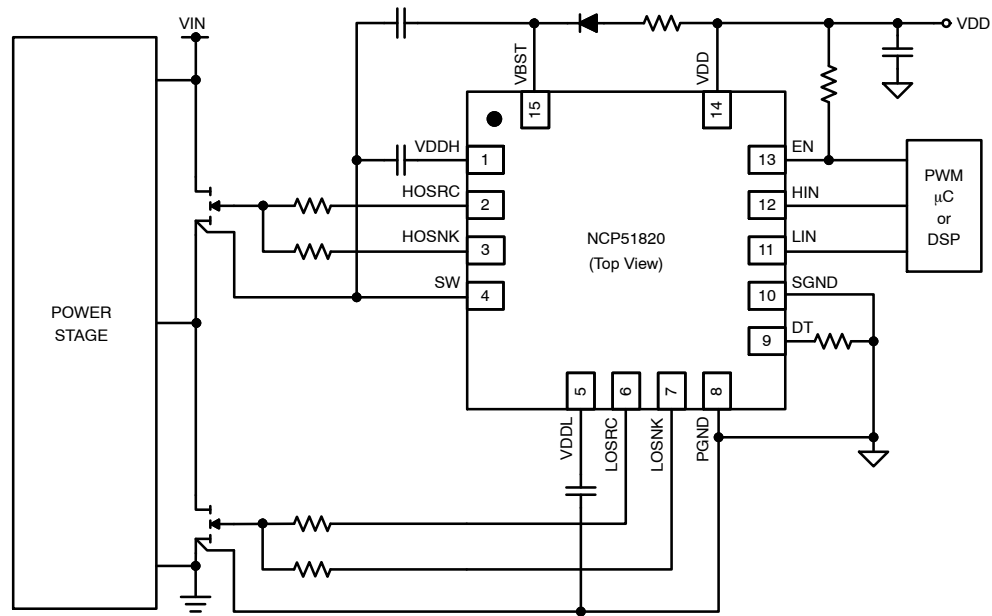 VIN
VDD
VBST
VDD
15
14
VDDH
1
EN
13
HOSRC
2
HIN
12
HOSNK
3
LIN
11
SW
4
SGND
10
DT
9
NCP51820
(Top View)
PWM
μC
or
DSP
POWER
STAGE
5
6
7
8
VDDL
LOSRC
LOSNK
PGND